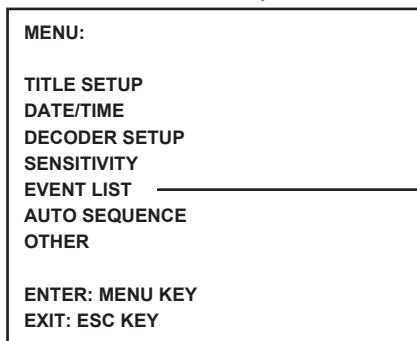 MENU:
TITLE SETUP
DATE/TIME
DECODER SETUP
SENSITIVITY
EVENT LIST
AUTO SEQUENCE
OTHER
ENTER: MENU KEY
EXIT: ESC KEY